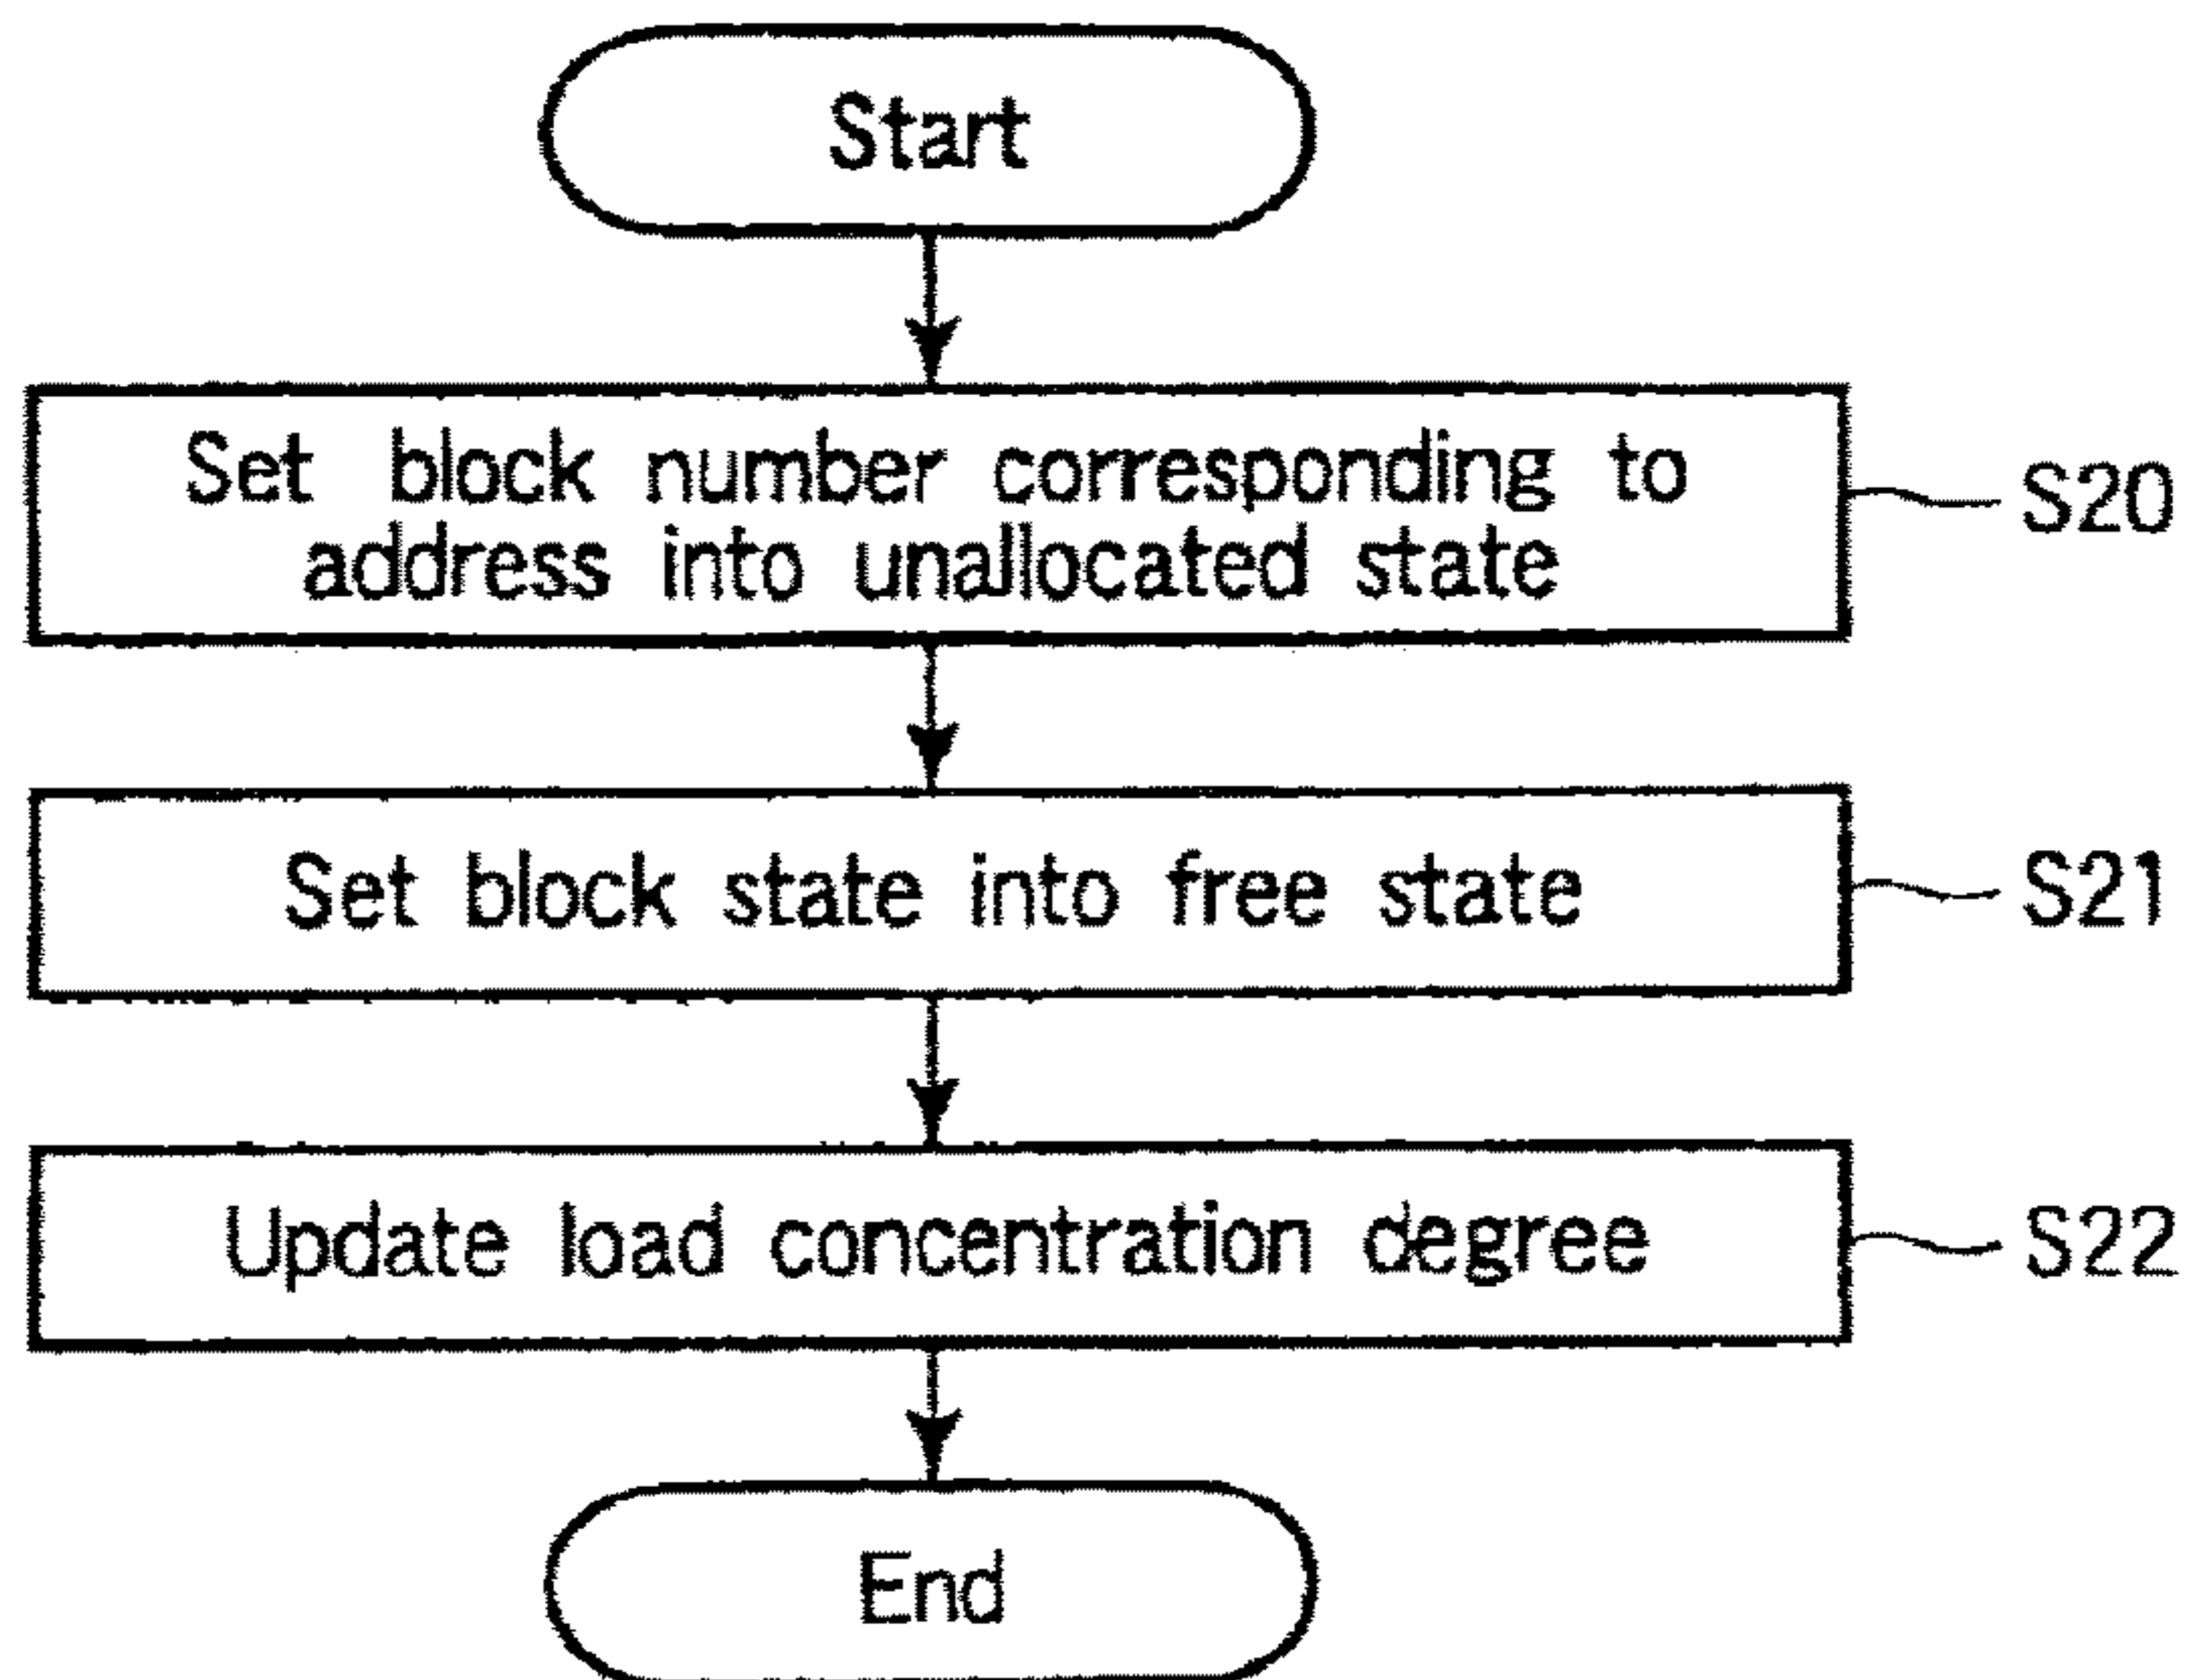 Start
Set block number corresponding to
address into unallocated state
S20
Set block state into free state
S21
Update load concentration degree
S22
End